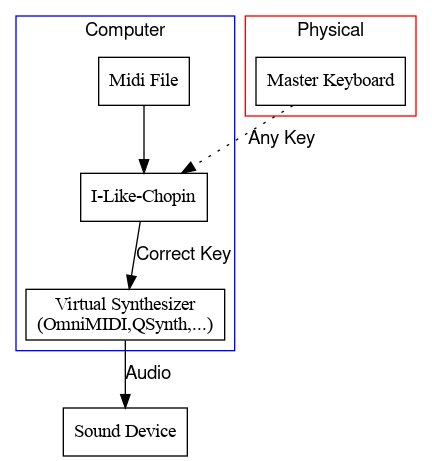 Computer
Physical
Midi File
Master Keyboard
Any Key
I-Like-Chopin
Correct Key
Virtual Synthesizer
(OmniMIDI,QSynth,...)
Audio
Sound Device